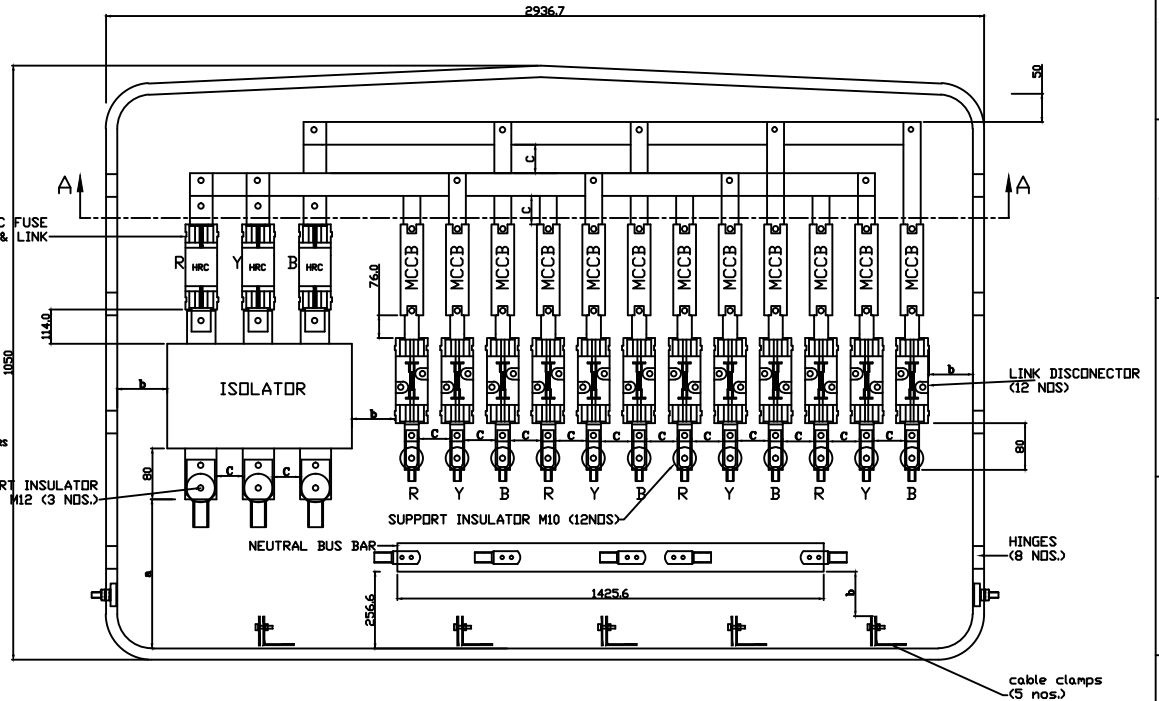 2936.7
50
C
A
A
C
C FUSE
& LINK
R
Y
B
HRC
HRC
HRC
MCCB
MCCB
MCCB
MCCB
MCCB
MCCB
MCCB
MCCB
MCCB
MCCB
MCCB
MCCB
76.0
114.0
1050
b
ISOLATOR
b
b
LINK DISCONECTOR
(12 NOS)
C C C C C C C C C C C
80
80
C C
RT INSULATOR
M12 (3 NOS.)
R Y B R Y B R Y B R Y B
SUPPORT INSULATOR M10 (12NOS)
NEUTRAL BUS BAR
HINGES
(8 NOS.)
a
256.6
1425.6
b
cable clamps
(5 nos.)